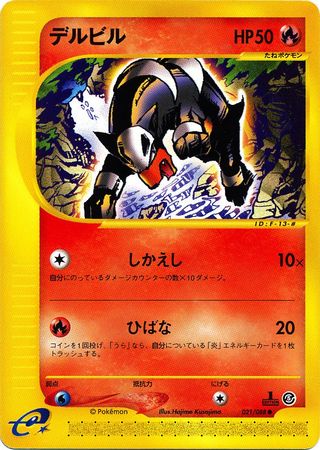 デルビル HP50
たねポケモン
ID:F-13-#
しかえし 10×
自分にのっているダメージカウンターの数×10ダメージ。
ひばな 20
コインを1回投げ、「うら」なら、自分についている「炎」エネルギーカードを1枚
トラッシュする。
弱点 抵抗力 にげる
© Pokémon Illus.Hajime Kusajima 1 EDITION 021/088 ●
e